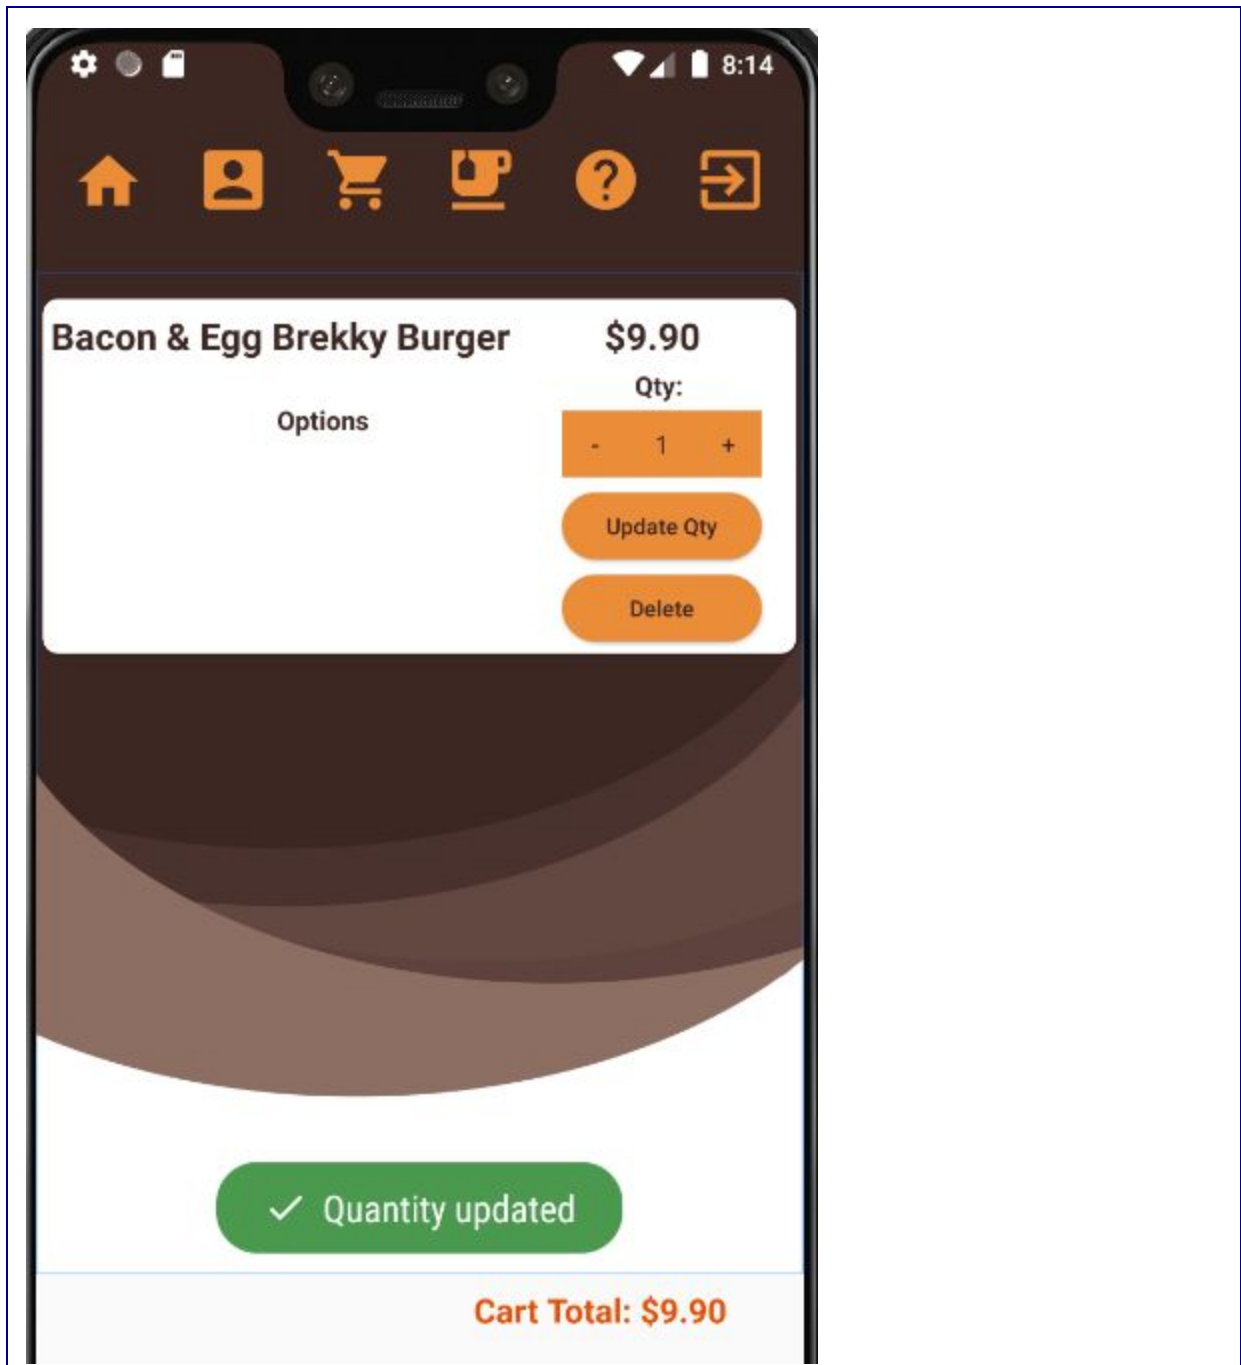 8:14
Bacon & Egg Brekky Burger $9.90
Qty:
Options
- 1 +
Update Qty
Delete
Quantity updated
Cart Total: $9.90